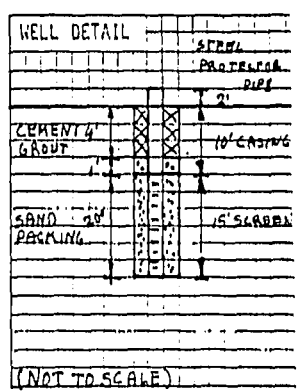 WELL DETAIL
STEEL
PROTECTOR
PIPE
2'
CEMENT 4'
GROUT
10' CASING
1'
SAND 20'
PACKING
15' SCREEN
(NOT TO SCALE)